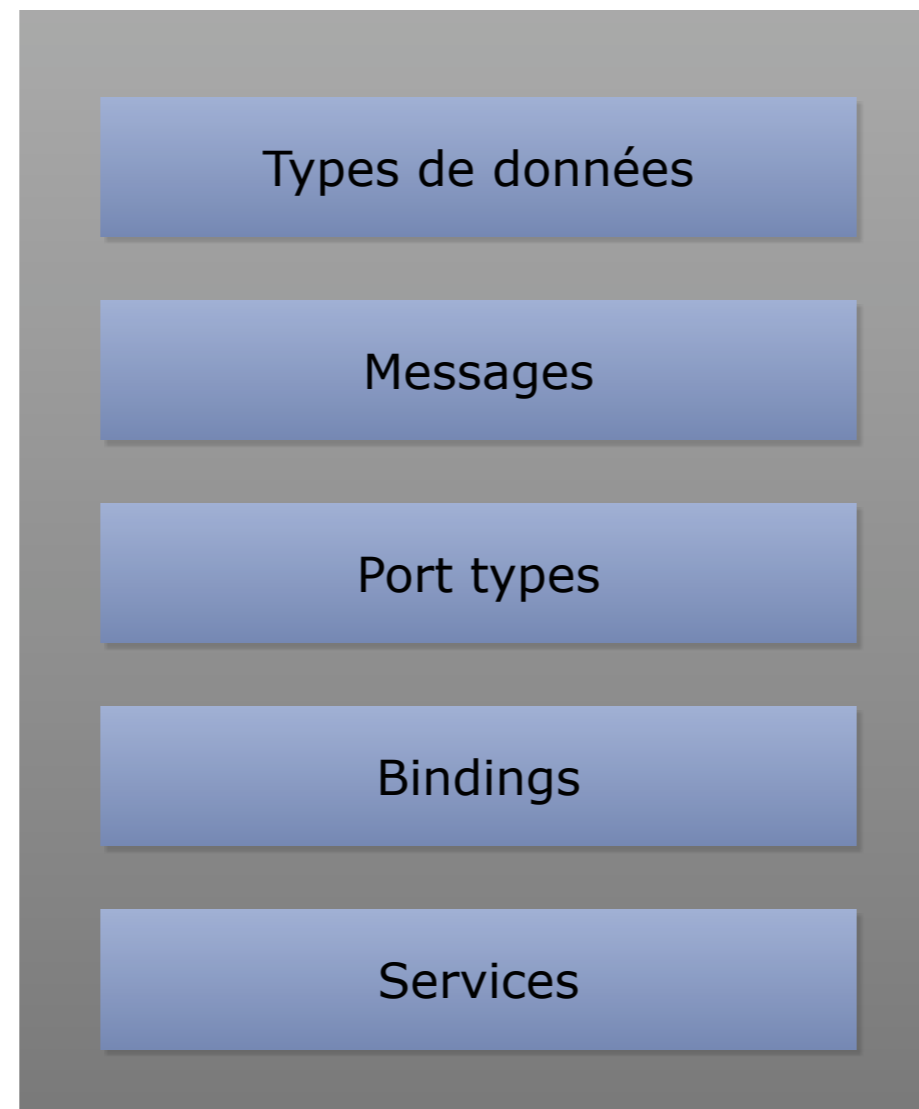 Types de données
Messages
Port types
Bindings
Services